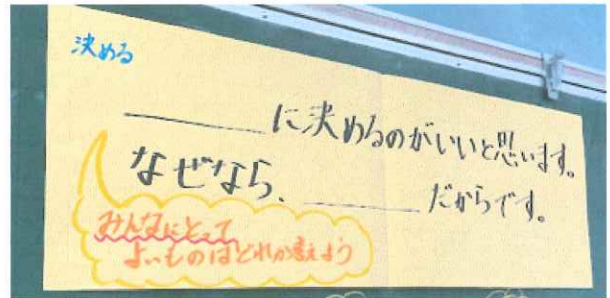 決める
＿＿＿に決めるのがいいと思います。
なぜなら、＿＿＿だからです。
みんなにとって
よいものはどれか考えよう